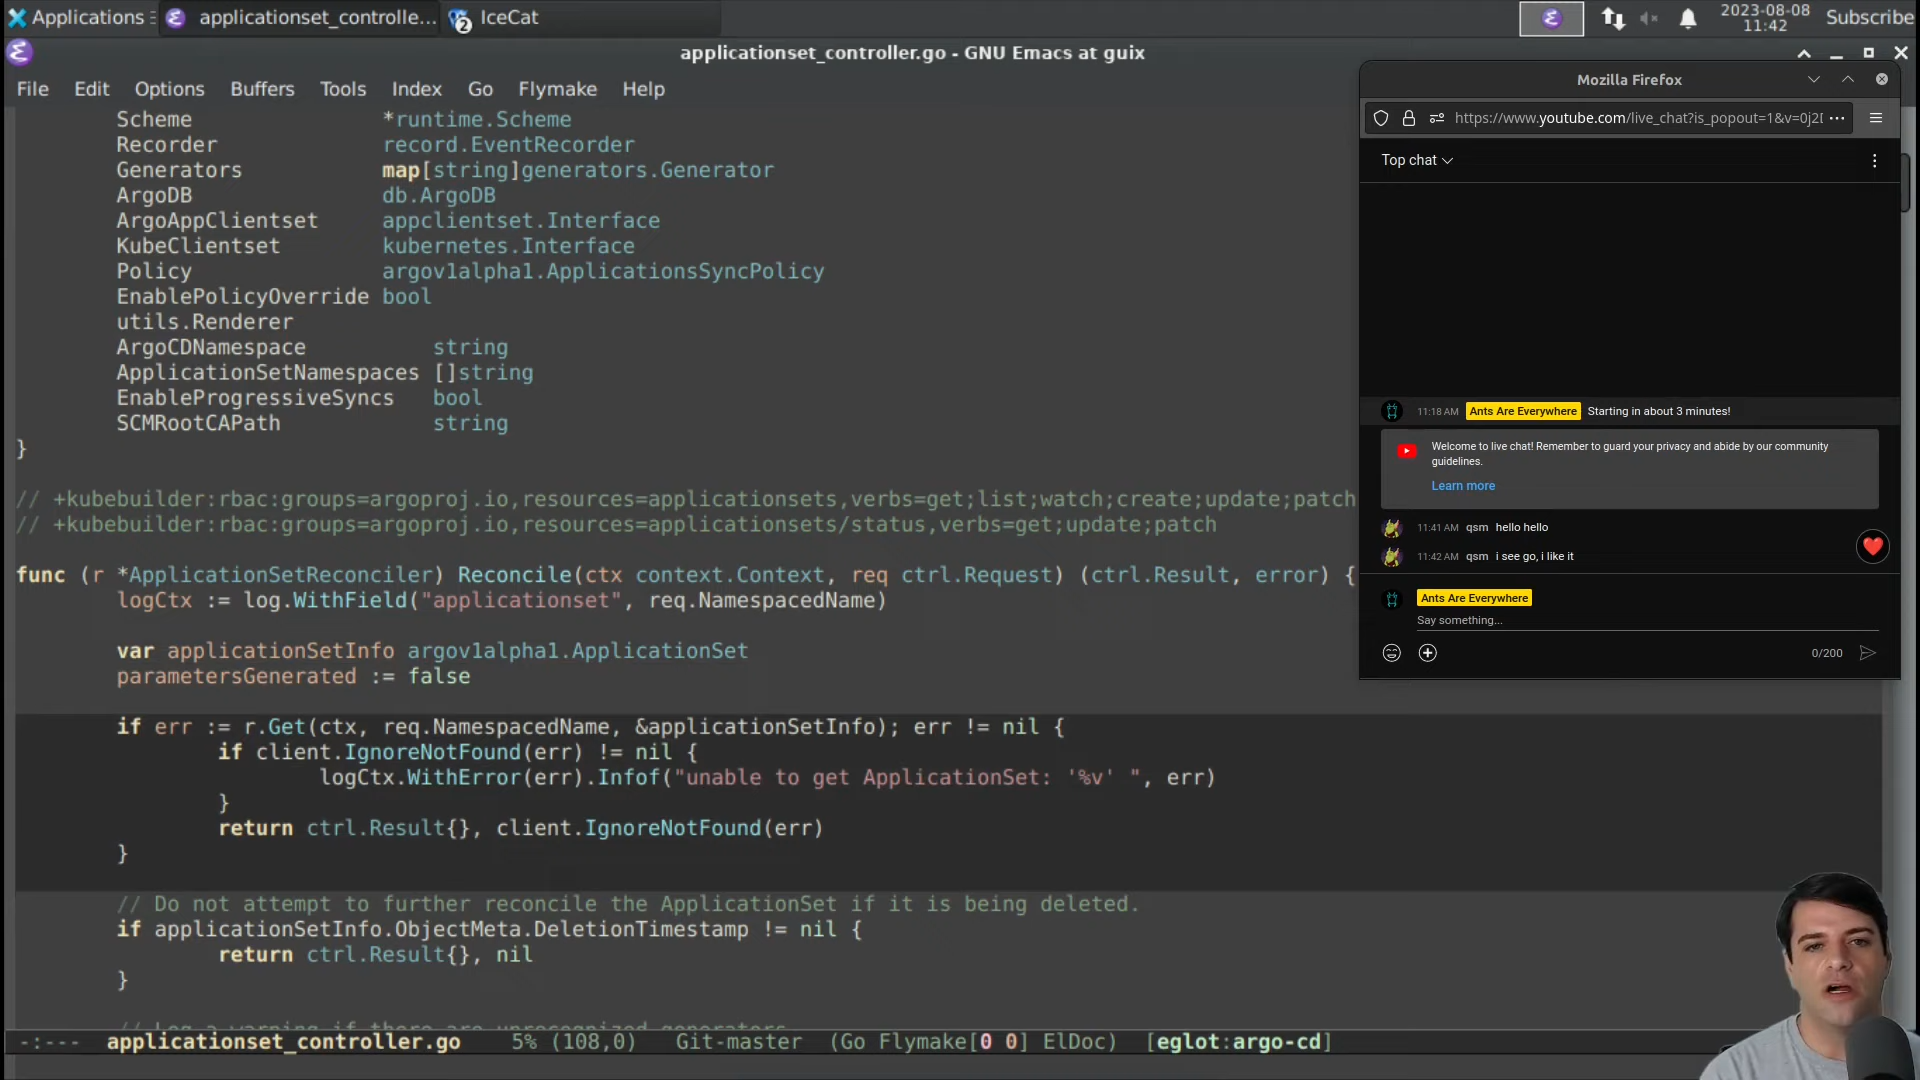 Applications
applicationset_controlle...
2
IceCat
2023-08-08
11:42
Subscribe
applicationset_controller.go - GNU Emacs at guix
File Edit Options Buffers Tools Index Go Flymake Help
Scheme *runtime.Scheme
Recorder record.EventRecorder
Generators map[string]generators.Generator
ArgoDB db.ArgoDB
ArgoAppClientset appclientset.Interface
KubeClientset kubernetes.Interface
Policy argov1alpha1.ApplicationsSyncPolicy
EnablePolicyOverride bool
utils.Renderer
ArgoCDNamespace string
ApplicationSetNamespaces []string
EnableProgressiveSyncs bool
SCMRootCAPath string
}
// +kubebuilder:rbac:groups=argoproj.io,resources=applicationsets,verbs=get;list;watch;create;update;patch
// +kubebuilder:rbac:groups=argoproj.io,resources=applicationsets/status,verbs=get;update;patch
func (r *ApplicationSetReconciler) Reconcile(ctx context.Context, req ctrl.Request) (ctrl.Result, error) {
logCtx := log.WithField("applicationset", req.NamespacedName)
var applicationSetInfo argov1alpha1.ApplicationSet
parametersGenerated := false
if err := r.Get(ctx, req.NamespacedName, &applicationSetInfo); err != nil {
if client.IgnoreNotFound(err) != nil {
logCtx.WithError(err).Infof("unable to get ApplicationSet: '%v' ", err)
}
return ctrl.Result{}, client.IgnoreNotFound(err)
}
// Do not attempt to further reconcile the ApplicationSet if it is being deleted.
if applicationSetInfo.ObjectMeta.DeletionTimestamp != nil {
return ctrl.Result{}, nil
}
// Log a warning if there are unrecognized generators
-:--- applicationset_controller.go 5% (108,0) Git-master (Go Flymake[0 0] ElDoc) [eglot:argo-cd]
Mozilla Firefox
https://www.youtube.com/live_chat?is_popout=1&v=0j2
Top chat
11:18 AM Ants Are Everywhere Starting in about 3 minutes!
Welcome to live chat! Remember to guard your privacy and abide by our community
guidelines.
Learn more
11:41 AM qsm hello hello
11:42 AM qsm i see go, i like it
Ants Are Everywhere
Say something...
0/200